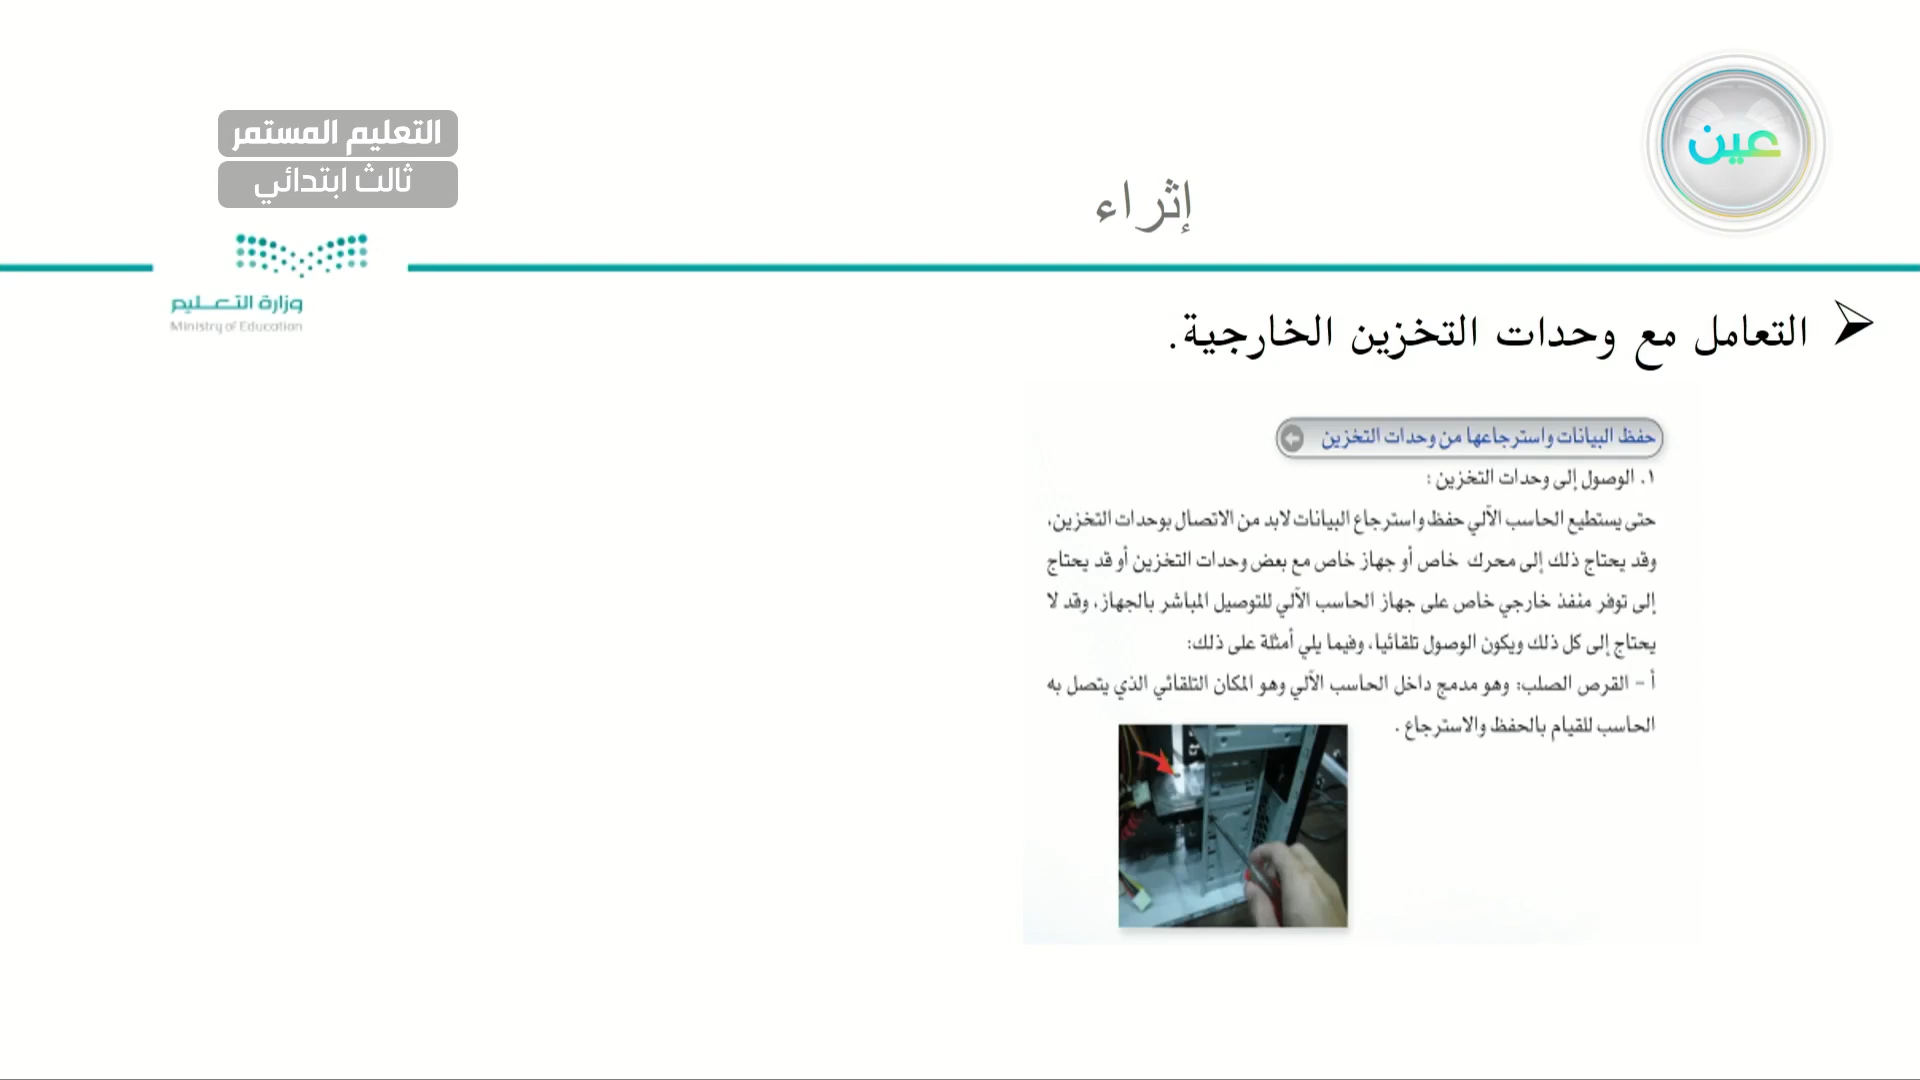 عين
التعليم المستمر
ثالث ابتدائي
إثراء
وزارة التعليم
Ministry of Education
التعامل مع وحدات التخزين الخارجية.
حفظ البيانات واسترجاعها من وحدات التخزين
١. الوصول إلى وحدات التخزين :
حتى يستطيع الحاسب الآلي حفظ واسترجاع البيانات لابد من الاتصال بوحدات التخزين،
وقد يحتاج ذلك إلى محرك خاص أو جهاز خاص مع بعض وحدات التخزين أو قد يحتاج
إلى توفر منفذ خارجي خاص على جهاز الحاسب الآلي للتوصيل المباشر بالجهاز، وقد لا
يحتاج إلى كل ذلك ويكون الوصول تلقائيا، وفيما يلي أمثلة على ذلك:
أ - القرص الصلب: وهو مدمج داخل الحاسب الآلي وهو المكان التلقائي الذي يتصل به
الحاسب للقيام بالحفظ والاسترجاع .